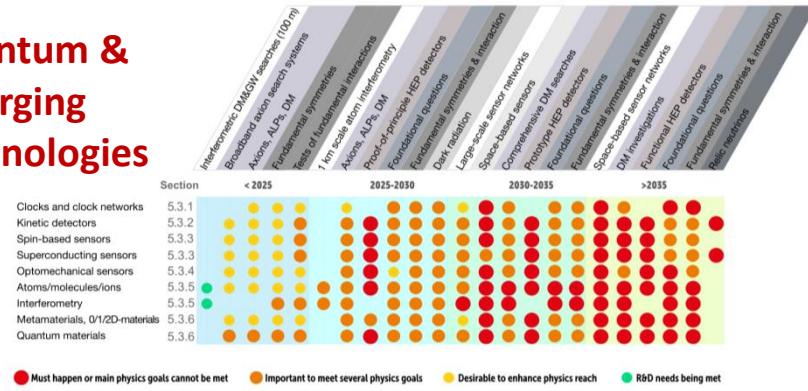 ntum &
rging
nologies
Interferometric DM&GW searches (100 m)
Broadband axion search systems
Axions, ALPs, DM
Fundamental symmetries
Tests of fundamental interactions
1 km scale atom interferometry
Axions, ALPs, DM
Proof-of-principle HEP detectors
Foundational questions
Fundamental symmetries & interaction
Dark radiation
Large-scale sensor networks
Space-based sensors
Comprehensive DM searches
Prototype HEP detectors
Foundational questions
Fundamental symmetries & interaction
Space-based sensor networks
DM investigations
Functional HEP detectors
Foundational questions
Fundamental symmetries & interaction
Relic neutrinos
Section < 2025 2025-2030 2030-2035 >2035
Clocks and clock networks 5.3.1
Kinetic detectors 5.3.2
Spin-based sensors 5.3.3
Superconducting sensors 5.3.3
Optomechanical sensors 5.3.4
Atoms/molecules/ions 5.3.5
Interferometry 5.3.5
Metamaterials, 0/1/2D-materials 5.3.6
Quantum materials 5.3.6
Must happen or main physics goals cannot be met Important to meet several physics goals Desirable to enhance physics reach R&D needs being met